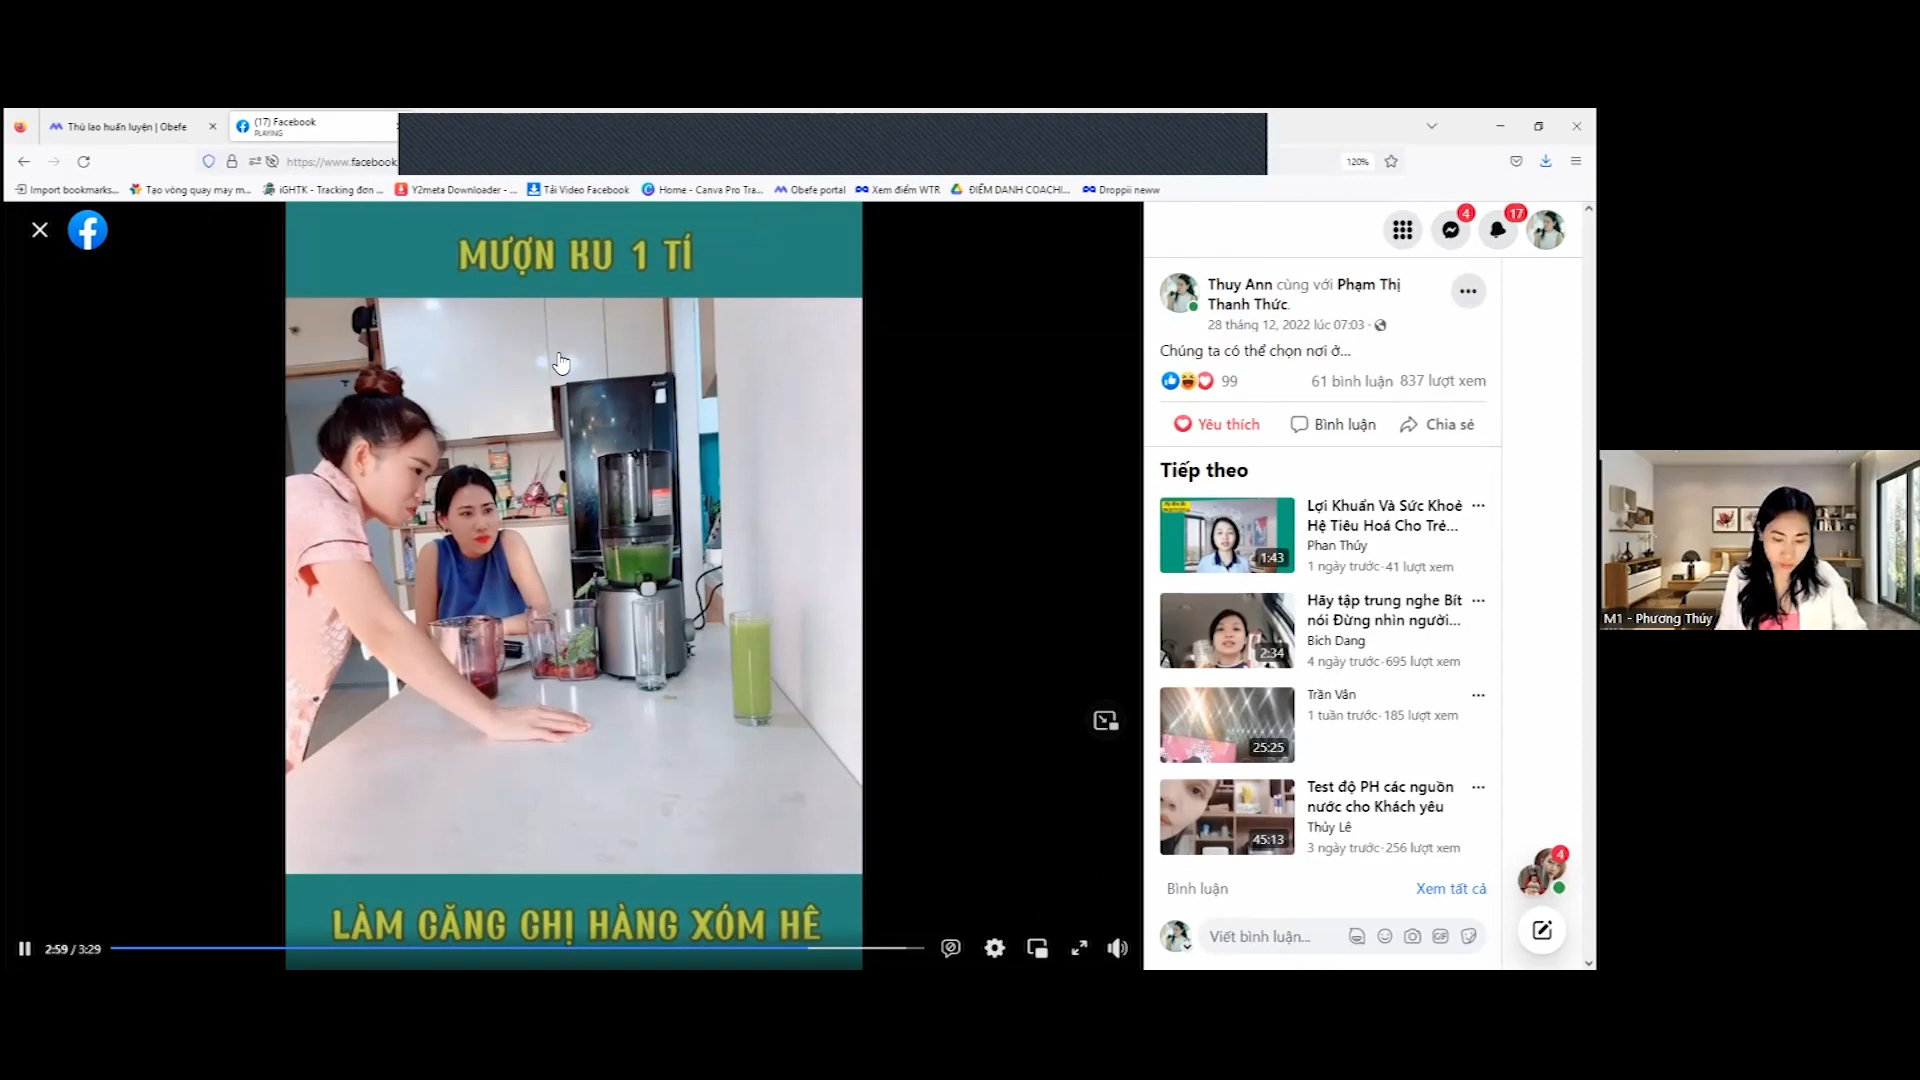 Thù lao huấn luyện | Obefe
(17) Facebook
PLAYING
https://www.facebook.
120%
Import bookmarks...
Tạo vòng quay may m...
iGHTK - Tracking đơn ...
Y2meta Downloader - ...
Tải Video Facebook
Home - Canva Pro Tra...
Obefe portal
Xem điểm WTR
ĐIỂM DANH COACHI...
Droppii neww
MƯỢN KU 1 TÍ
LÀM CĂNG CHỊ HÀNG XÓM HÊ
2:59 / 3:29
4
17
Thuy Ann cùng với Phạm Thị
Thanh Thức.
28 tháng 12, 2022 lúc 07:03 ·
Chúng ta có thể chọn nơi ở...
99
61 bình luận 837 lượt xem
Yêu thích
Bình luận
Chia sẻ
Tiếp theo
1:43
Lợi Khuẩn Và Sức Khoẻ
Hệ Tiêu Hoá Cho Trẻ...
Phan Thúy
1 ngày trước · 41 lượt xem
2:34
Hãy tập trung nghe Bít
nói Đừng nhìn người...
Bich Dang
4 ngày trước · 695 lượt xem
25:25
Trần Vân
1 tuần trước · 185 lượt xem
45:13
Test độ PH các nguồn
nước cho Khách yêu
Thủy Lê
3 ngày trước · 256 lượt xem
Bình luận
Xem tất cả
Viết bình luận...
GIF
4
M1 - Phương Thúy